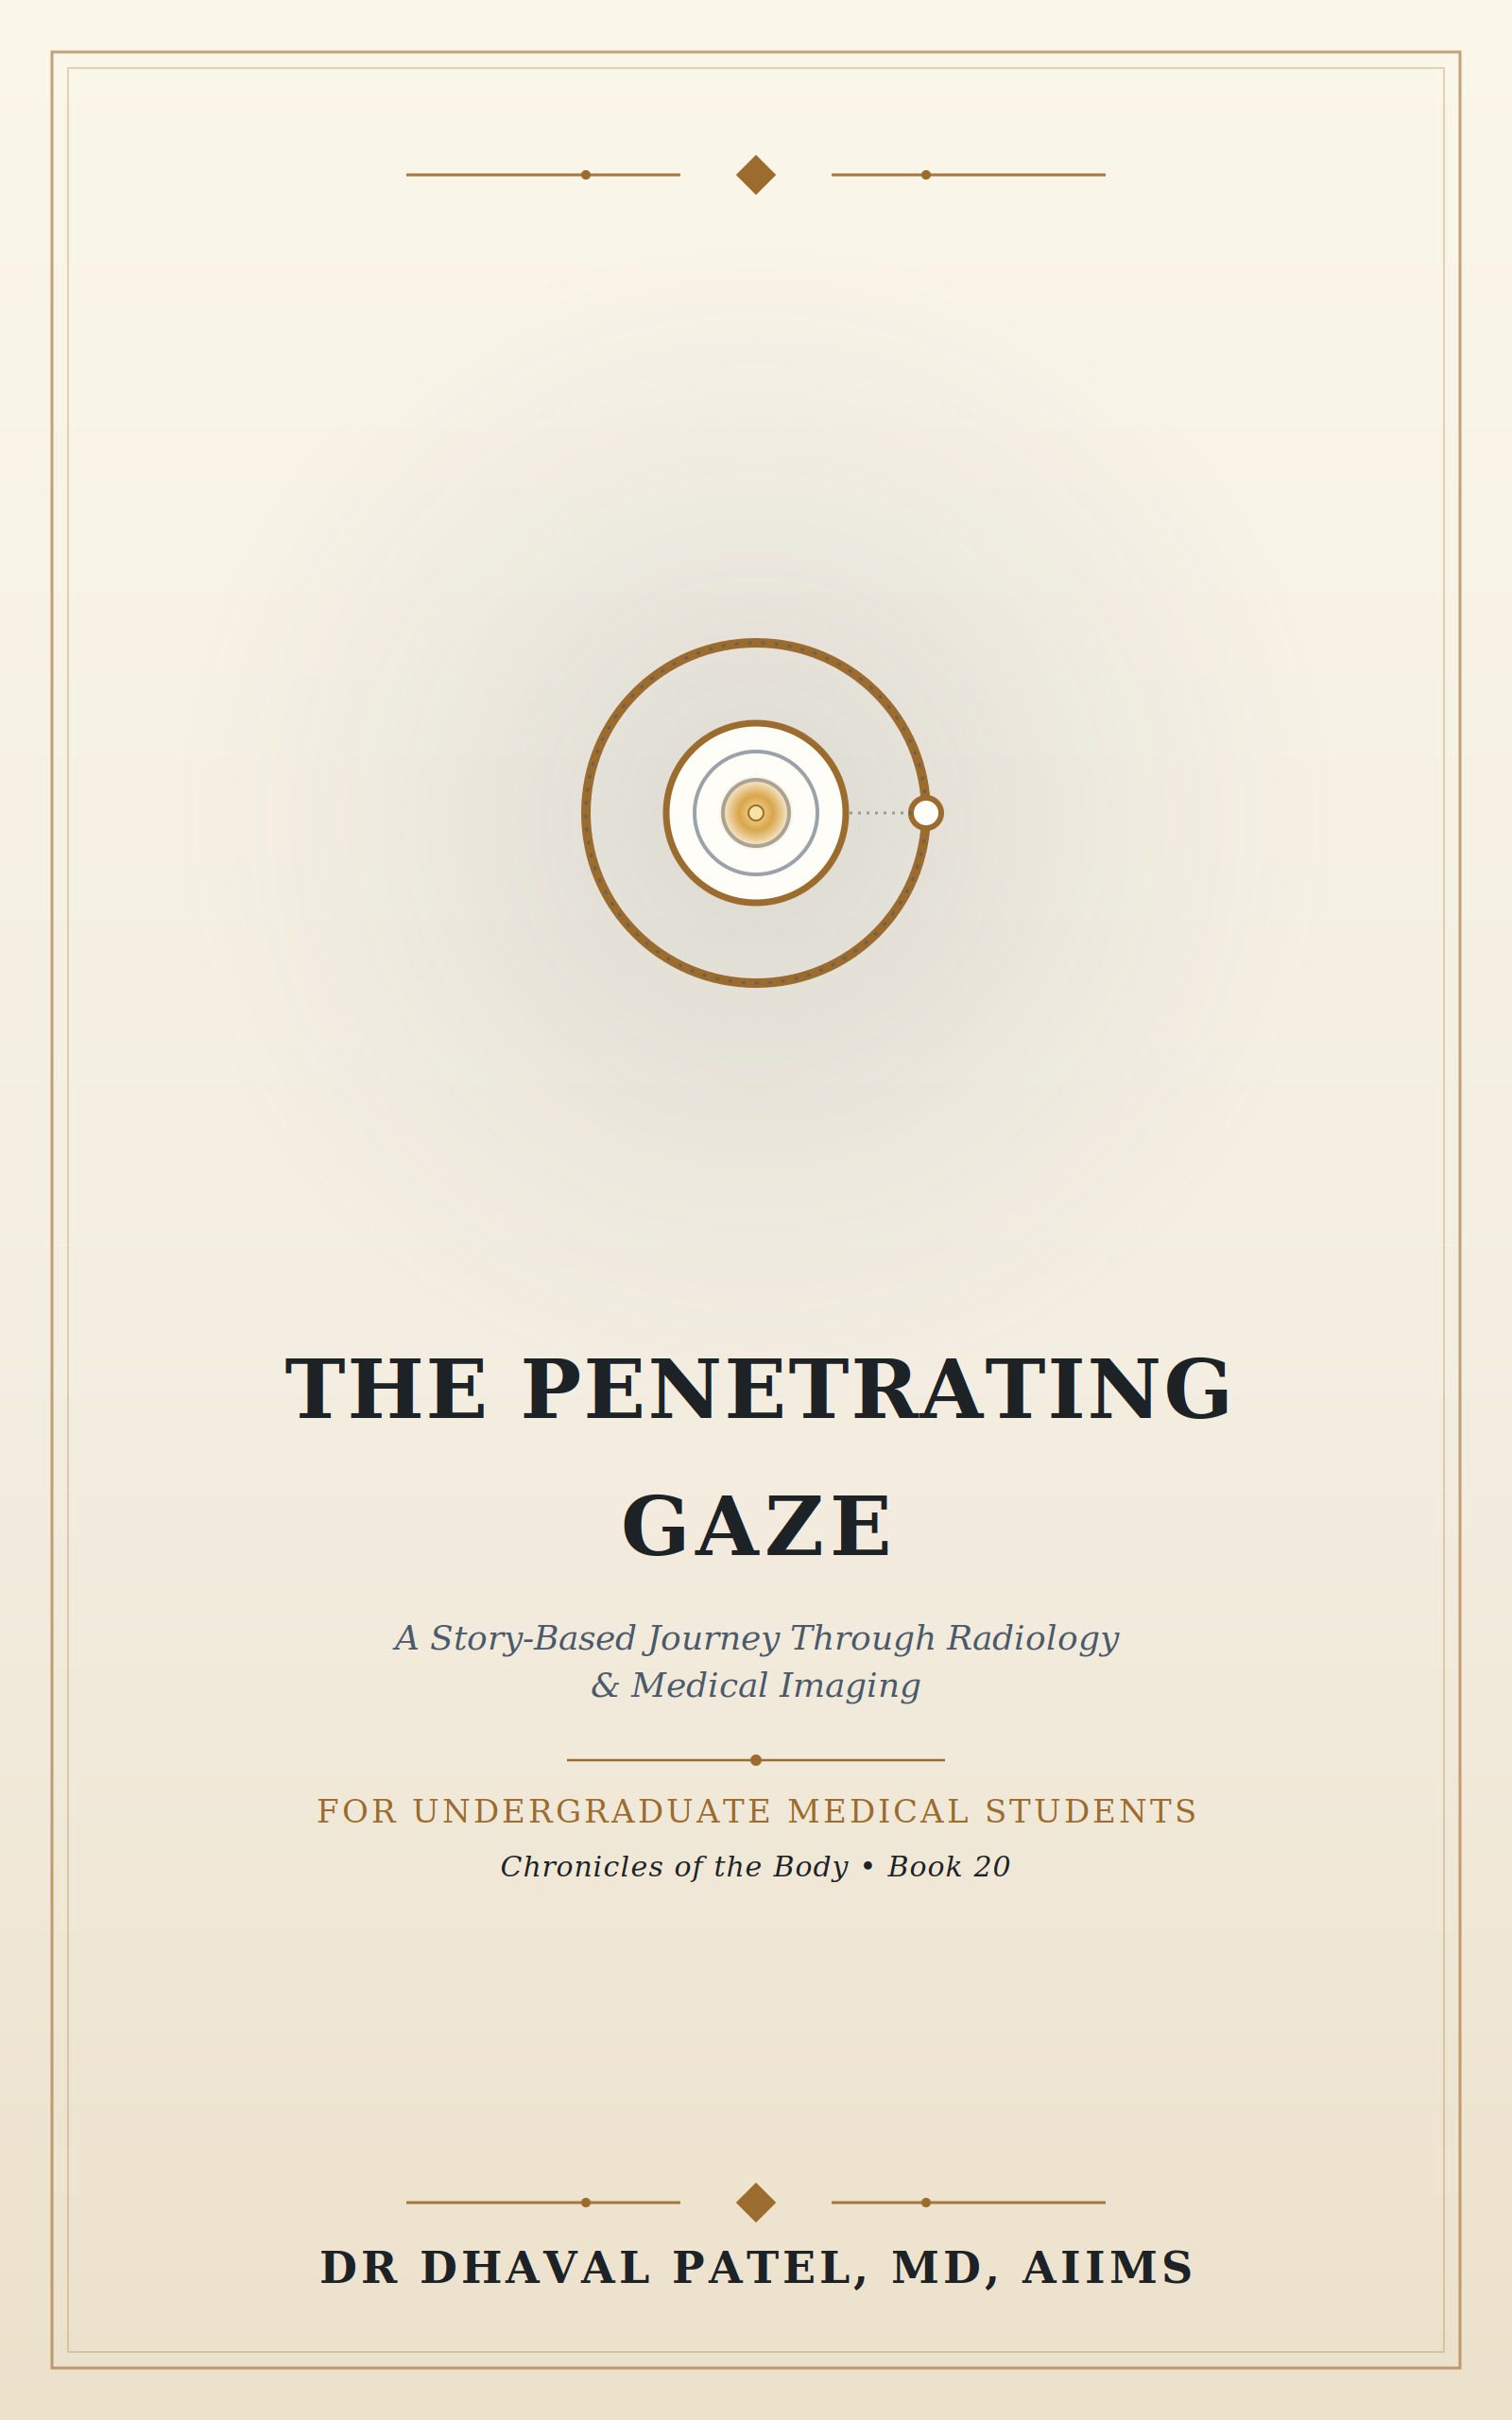 THE PENETRATING
GAZE
A Story-Based Journey Through Radiology
& Medical Imaging
FOR UNDERGRADUATE MEDICAL STUDENTS
Chronicles of the Body • Book 20
DR DHAVAL PATEL, MD, AIIMS